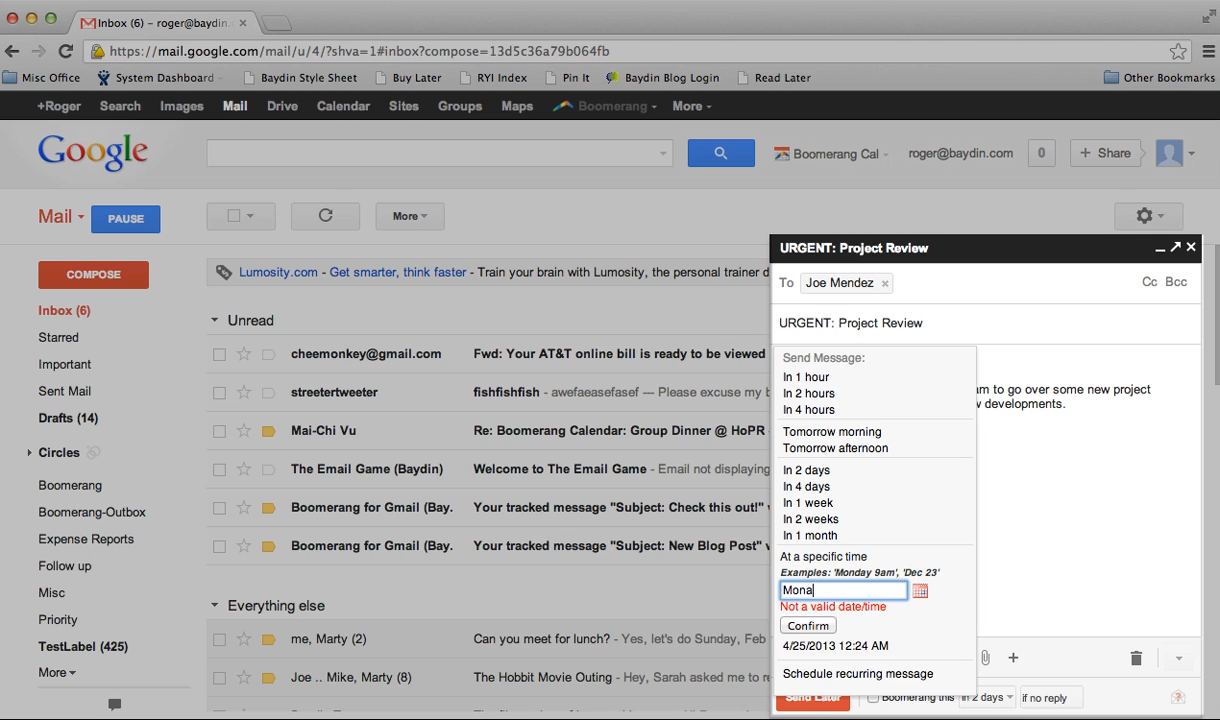 Inbox (6) – roger@baydin.
https://mail.google.com/mail/u/4/?shva=1#inbox?compose=13d5c36a79b064fb
Misc Office System Dashboard Baydin Style Sheet Buy Later RYI Index Pin It Baydin Blog Login Read Later Other Bookmarks
+Roger Search Images Mail Drive Calendar Sites Groups Maps Boomerang More
Google Boomerang Cal roger@baydin.com 0 + Share
Mail PAUSE More
COMPOSE
Inbox (6)
Starred
Important
Sent Mail
Drafts (14)
Circles
Boomerang
Boomerang-Outbox
Expense Reports
Follow up
Misc
Priority
TestLabel (425)
More
Lumosity.com - Get smarter, think faster - Train your brain with Lumosity, the personal trainer d
Unread
cheemonkey@gmail.com Fwd: Your AT&T online bill is ready to be viewed
streetertweeter fishfishfish - awefaeasefasef --- Please excuse my b
Mai-Chi Vu Re: Boomerang Calendar: Group Dinner @ HoPR
The Email Game (Baydin) Welcome to The Email Game - Email not displaying
Boomerang for Gmail (Bay. Your tracked message "Subject: Check this out!"
Boomerang for Gmail (Bay. Your tracked message "Subject: New Blog Post"
Everything else
me, Marty (2) Can you meet for lunch? - Yes, let's do Sunday, Feb
Joe .. Mike, Marty (8) The Hobbit Movie Outing - Hey, Sarah asked me to re
URGENT: Project Review
To Joe Mendez Cc Bcc
URGENT: Project Review
am to go over some new project
developments.
Send Message:
In 1 hour
In 2 hours
In 4 hours
Tomorrow morning
Tomorrow afternoon
In 2 days
In 4 days
In 1 week
In 2 weeks
In 1 month
At a specific time
Examples: 'Monday 9am', 'Dec 23'
Mona
Not a valid date/time
Confirm
4/25/2013 12:24 AM
Schedule recurring message
Send Later Boomerang this in 2 days if no reply